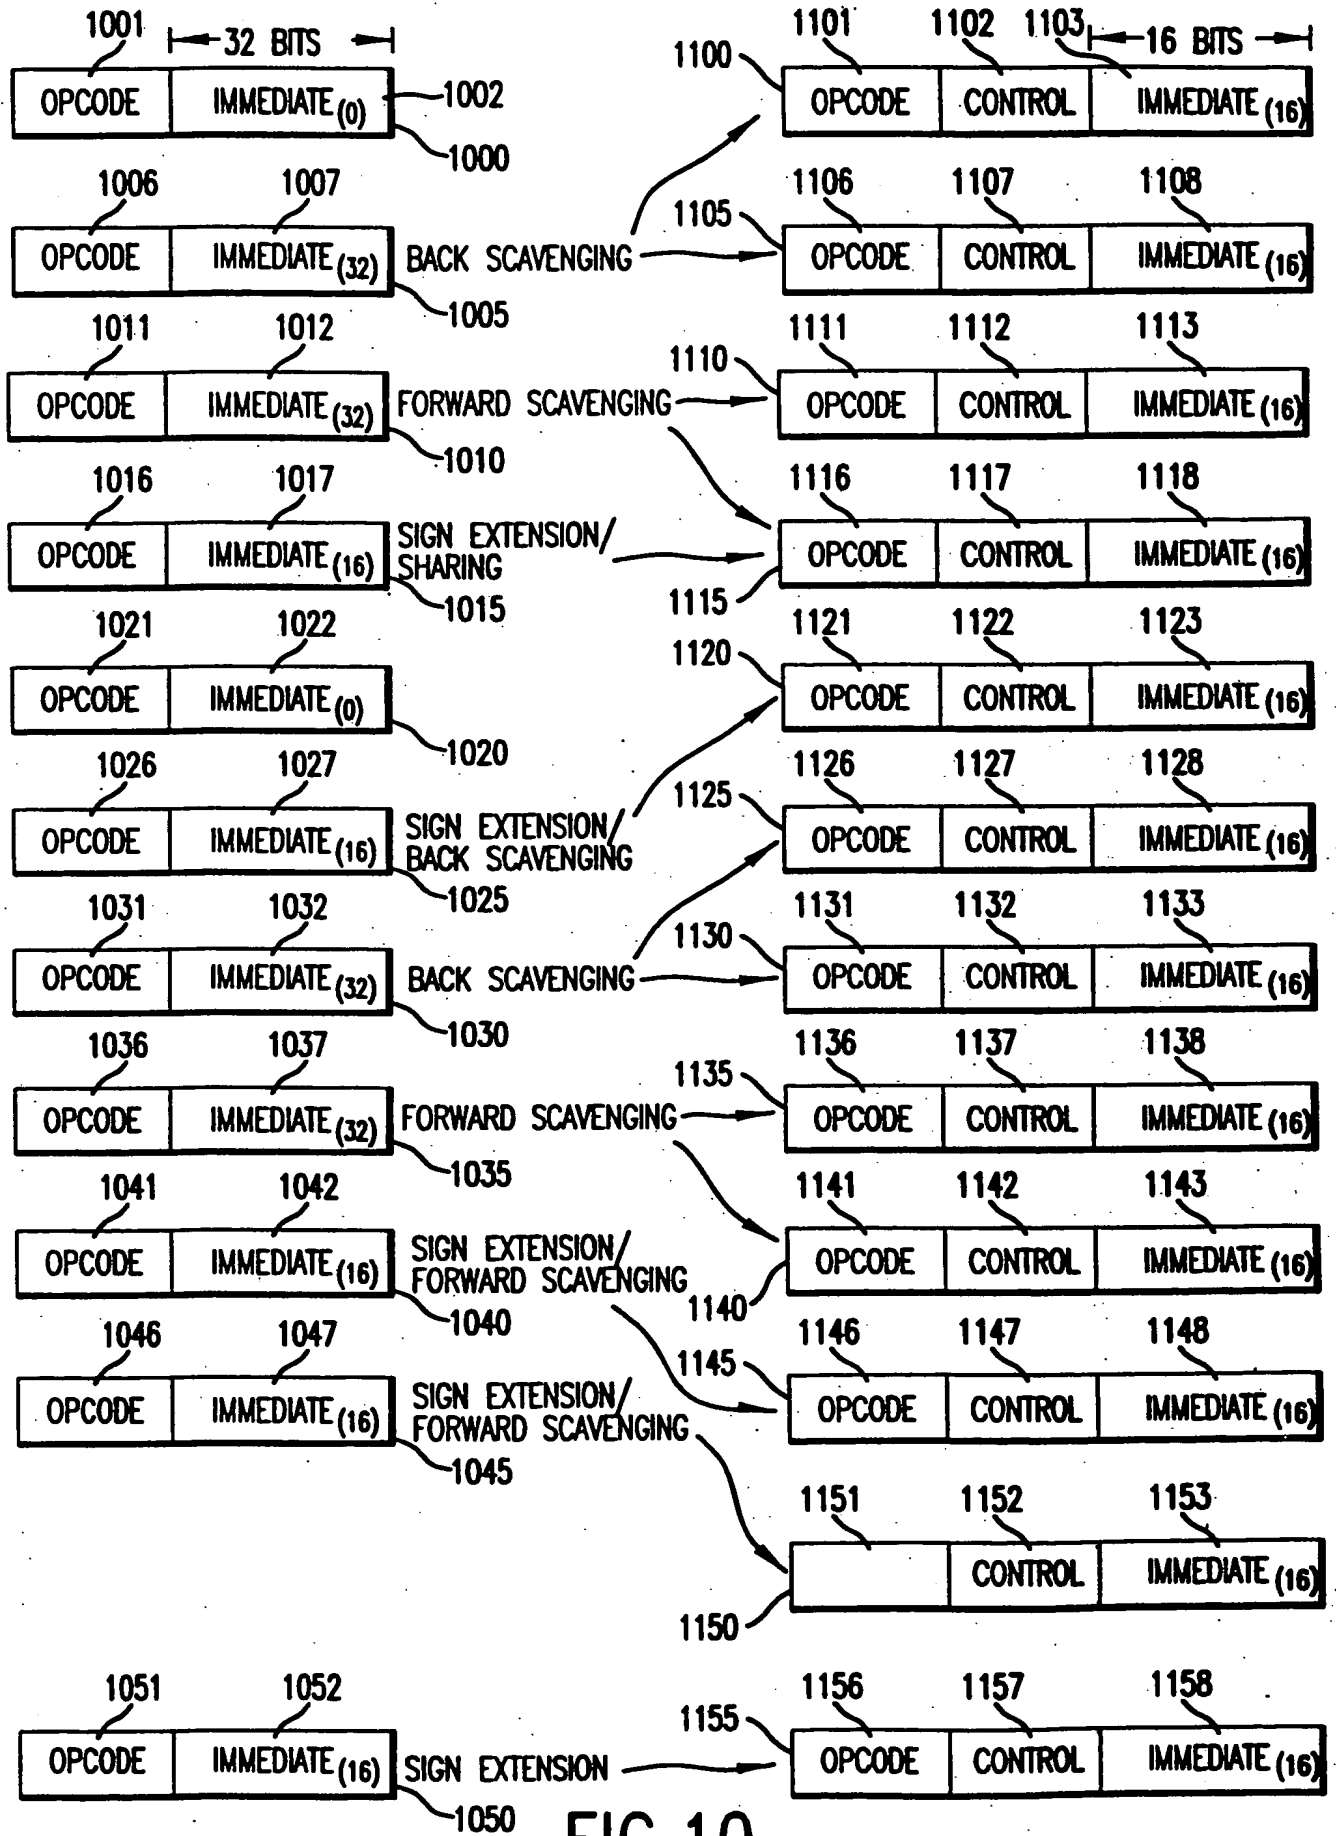 1001 32 BITS 1101 1102 1103 16 BITS
1100
OPCODE IMMEDIATE(0) 1002 OPCODE CONTROL IMMEDIATE(16)
1000
1006 1007 1106 1107 1108
1105
OPCODE IMMEDIATE(32) BACK SCAVENGING OPCODE CONTROL IMMEDIATE(16)
1005
1011 1012 1111 1112 1113
1110
OPCODE IMMEDIATE(32) FORWARD SCAVENGING OPCODE CONTROL IMMEDIATE(16)
1010
1016 1017 1116 1117 1118
SIGN EXTENSION/
OPCODE IMMEDIATE(16) SHARING OPCODE CONTROL IMMEDIATE(16)
1015 1115
1021 1022 1121 1122 1123
1120
OPCODE IMMEDIATE(0) OPCODE CONTROL IMMEDIATE(16)
1020
1026 1027 1126 1127 1128
1125
SIGN EXTENSION/
OPCODE IMMEDIATE(16) BACK SCAVENGING OPCODE CONTROL IMMEDIATE(16)
1025
1031 1032 1131 1132 1133
1130
OPCODE IMMEDIATE(32) BACK SCAVENGING OPCODE CONTROL IMMEDIATE(16)
1030
1036 1037 1136 1137 1138
1135
OPCODE IMMEDIATE(32) FORWARD SCAVENGING OPCODE CONTROL IMMEDIATE(16)
1035
1041 1042 1141 1142 1143
SIGN EXTENSION/
OPCODE IMMEDIATE(16) FORWARD SCAVENGING OPCODE CONTROL IMMEDIATE(16)
1040 1140
1046 1047 1146 1147 1148
1145
SIGN EXTENSION/
OPCODE IMMEDIATE(16) FORWARD SCAVENGING OPCODE CONTROL IMMEDIATE(16)
1045
1151 1152 1153
CONTROL IMMEDIATE(16)
1150
1051 1052 1156 1157 1158
1155
OPCODE IMMEDIATE(16) SIGN EXTENSION OPCODE CONTROL IMMEDIATE(16)
1050
FIG.10